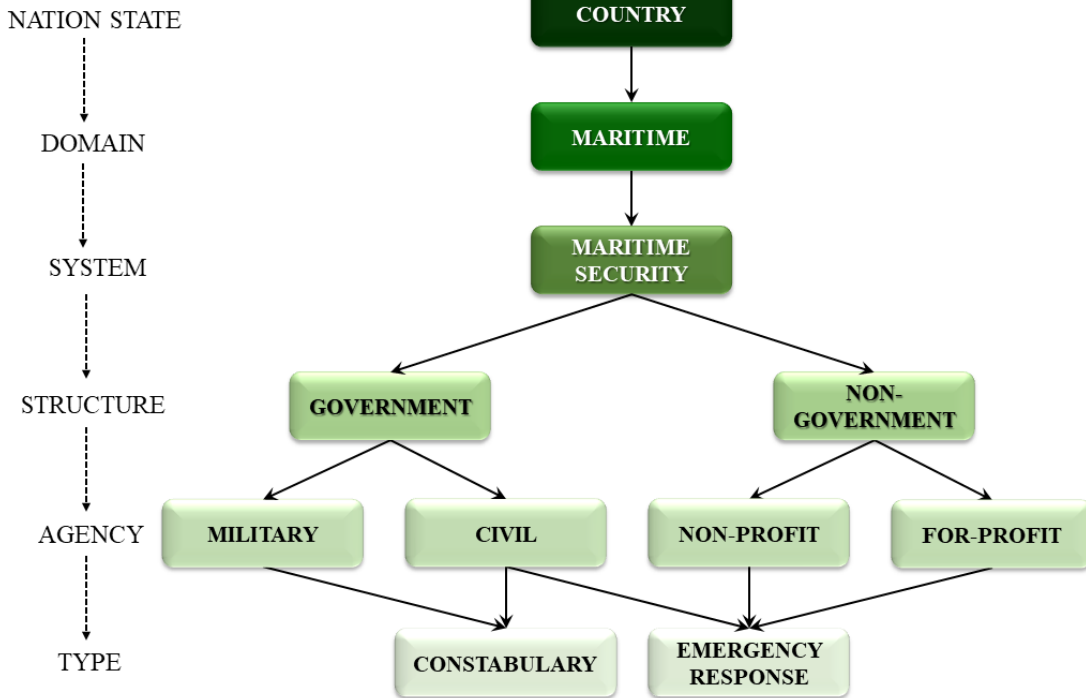 NATION STATE
COUNTRY
DOMAIN
MARITIME
SYSTEM
MARITIME
SECURITY
STRUCTURE
GOVERNMENT
NON-
GOVERNMENT
AGENCY
MILITARY
CIVIL
NON-PROFIT
FOR-PROFIT
TYPE
CONSTABULARY
EMERGENCY
RESPONSE